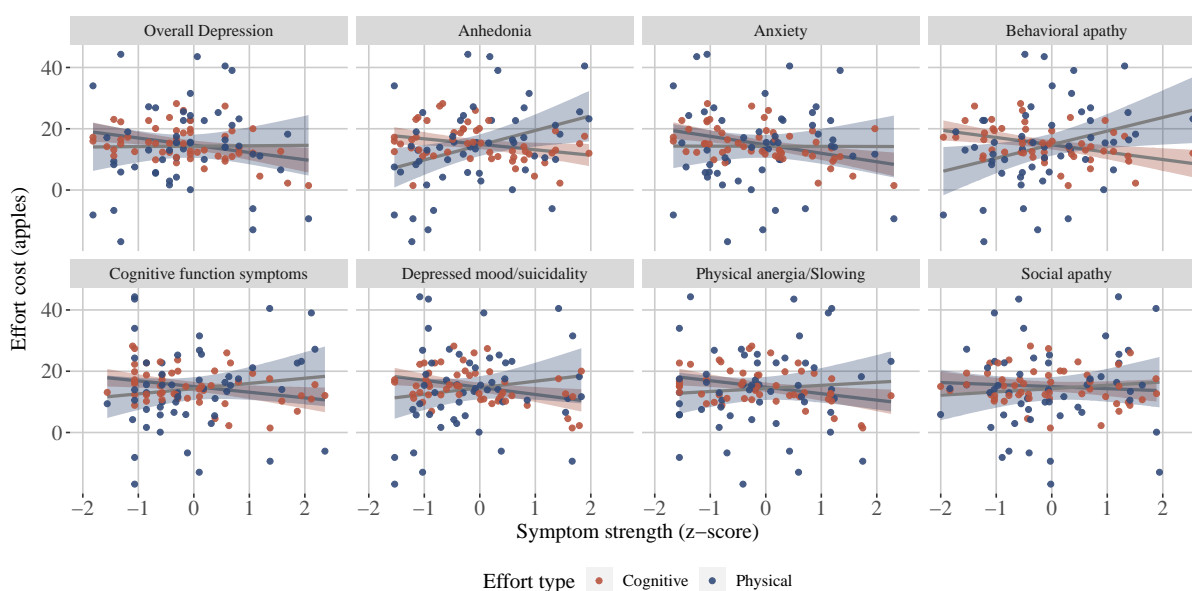 Overall Depression Anhedonia Anxiety Behavioral apathy
40
20
0
Cognitive function symptoms Depressed mood/suicidality Physical anergia/Slowing Social apathy
40
20
0
−2 −1 0 1 2 −2 −1 0 1 2 −2 −1 0 1 2 −2 −1 0 1 2
Effort cost (apples)
Symptom strength (z−score)
Effort type Cognitive Physical